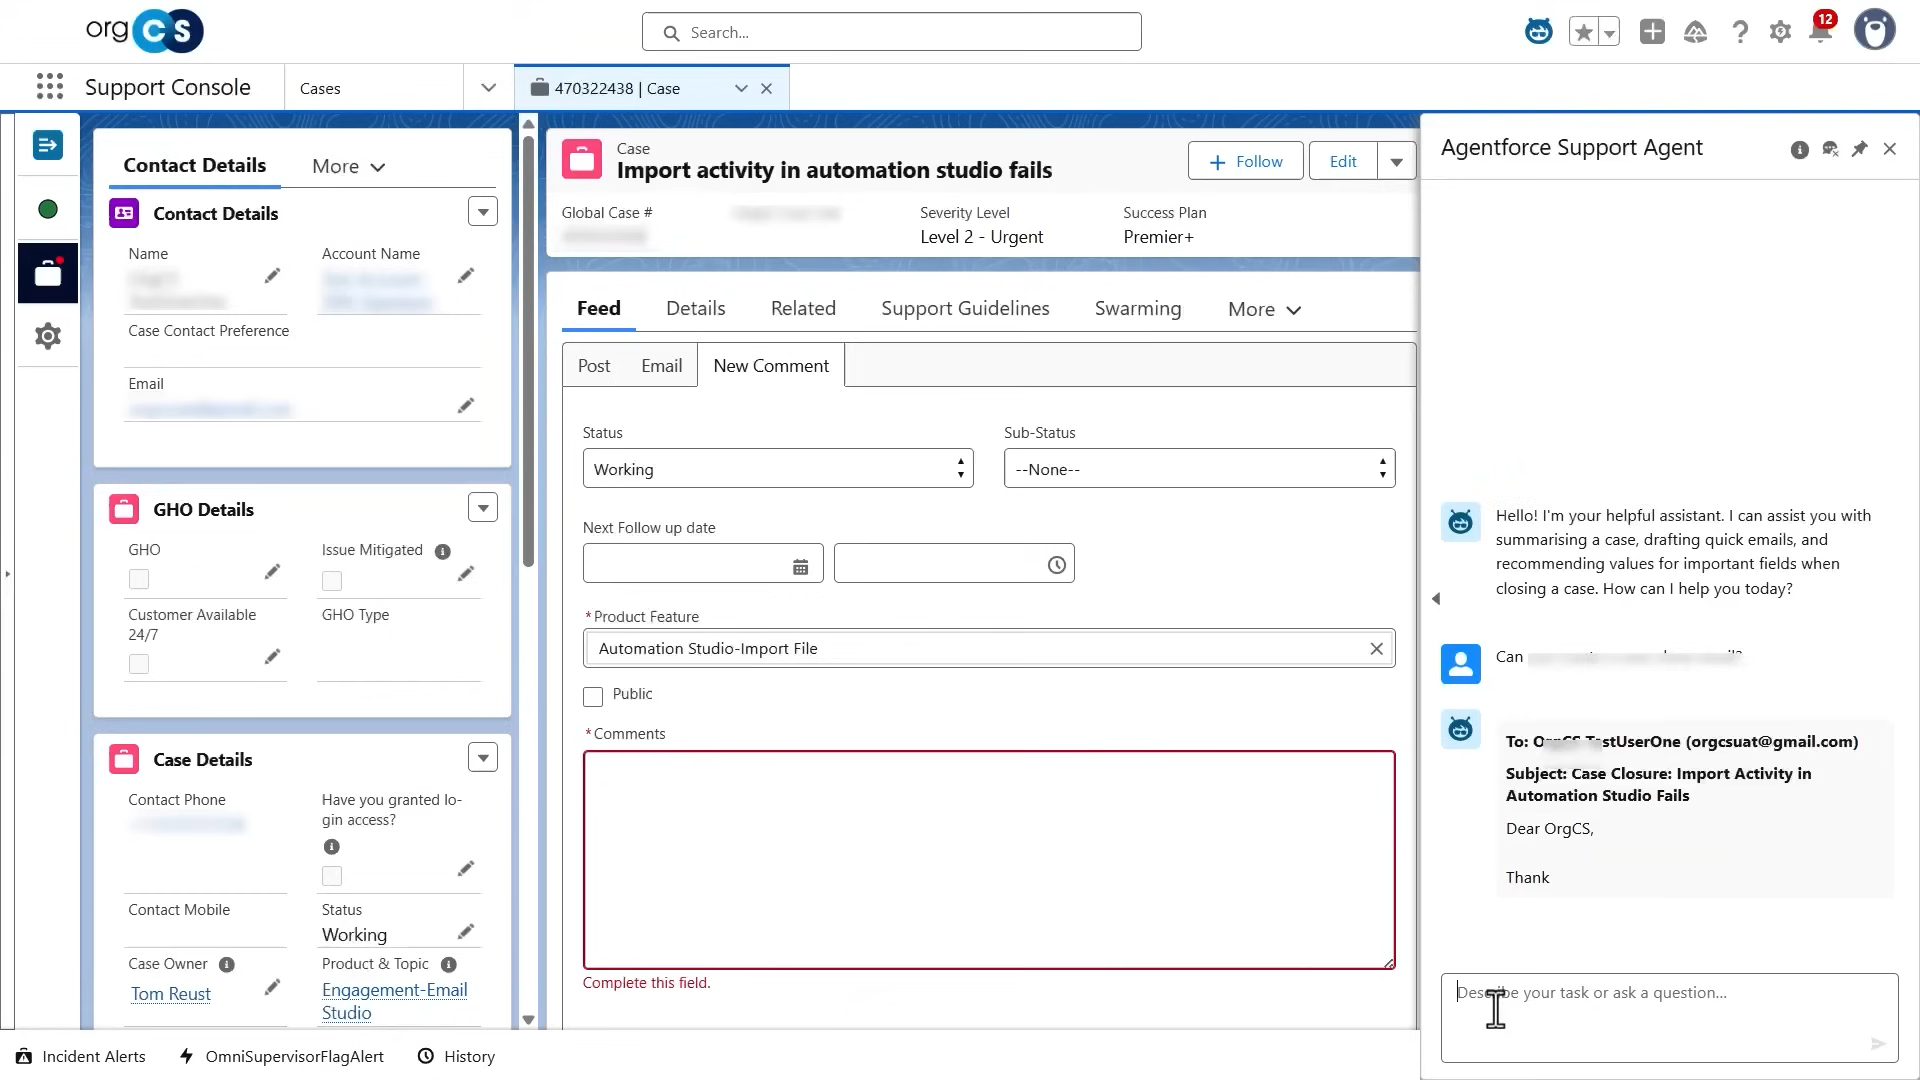 org CS
Search...
12
Support Console
Cases
470322438 | Case
Contact Details
More
Contact Details
Name
Account Name
Case Contact Preference
Email
GHO Details
GHO
Issue Mitigated
Customer Available
24/7
GHO Type
Case Details
Contact Phone
Have you granted lo-
gin access?
Contact Mobile
Status
Working
Case Owner
Tom Reust
Product & Topic
Engagement-Email
Studio
Case
Import activity in automation studio fails
Follow
Edit
Global Case #
Severity Level
Level 2 - Urgent
Success Plan
Premier+
Feed
Details
Related
Support Guidelines
Swarming
More
Post
Email
New Comment
Status
Working
Sub-Status
--None--
Next Follow up date
*Product Feature
Automation Studio-Import File
Public
*Comments
Complete this field.
Agentforce Support Agent
Hello! I'm your helpful assistant. I can assist you with
summarising a case, drafting quick emails, and
recommending values for important fields when
closing a case. How can I help you today?
Can
To: OrgCS TestUserOne (orgcsuat@gmail.com)
Subject: Case Closure: Import Activity in
Automation Studio Fails
Dear OrgCS,
Thank
Describe your task or ask a question...
Incident Alerts
OmniSupervisorFlagAlert
History